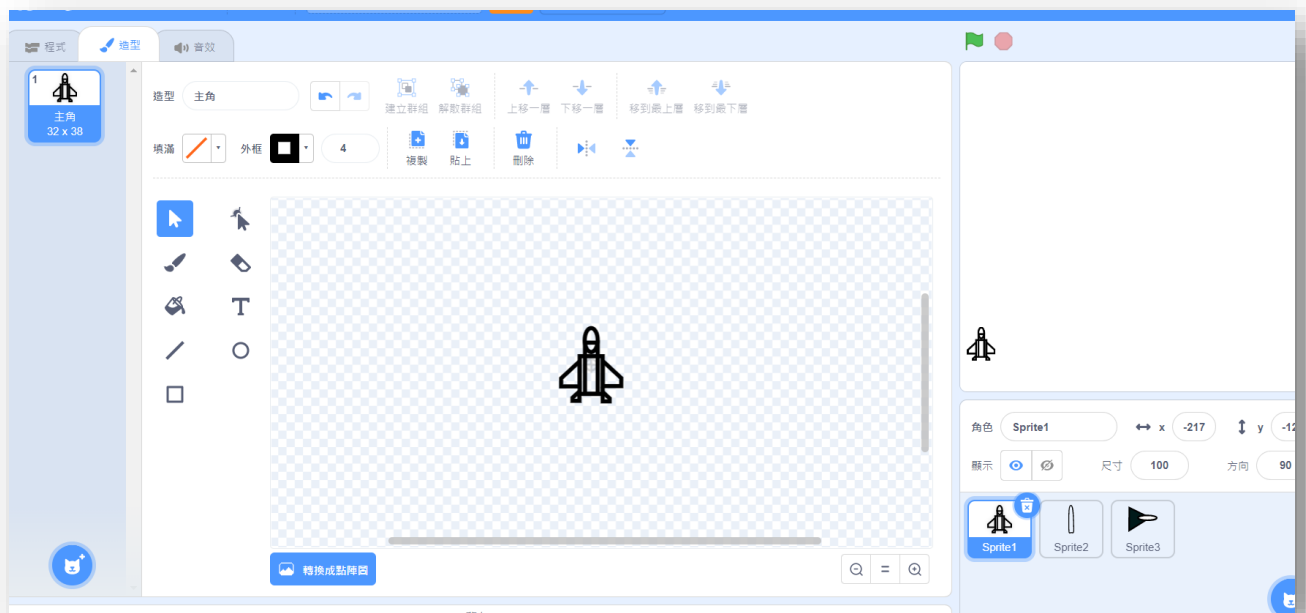 程式
造型
音效
1
主角
32 x 38
造型 主角
建立群組 解散群組 上移一層 下移一層 移到最上層 移到最下層
填滿 外框 4
複製 貼上 刪除
T
轉換成點陣圖
角色 Sprite1 x -217 y -12
顯示 尺寸 100 方向 90
Sprite1 Sprite2 Sprite3